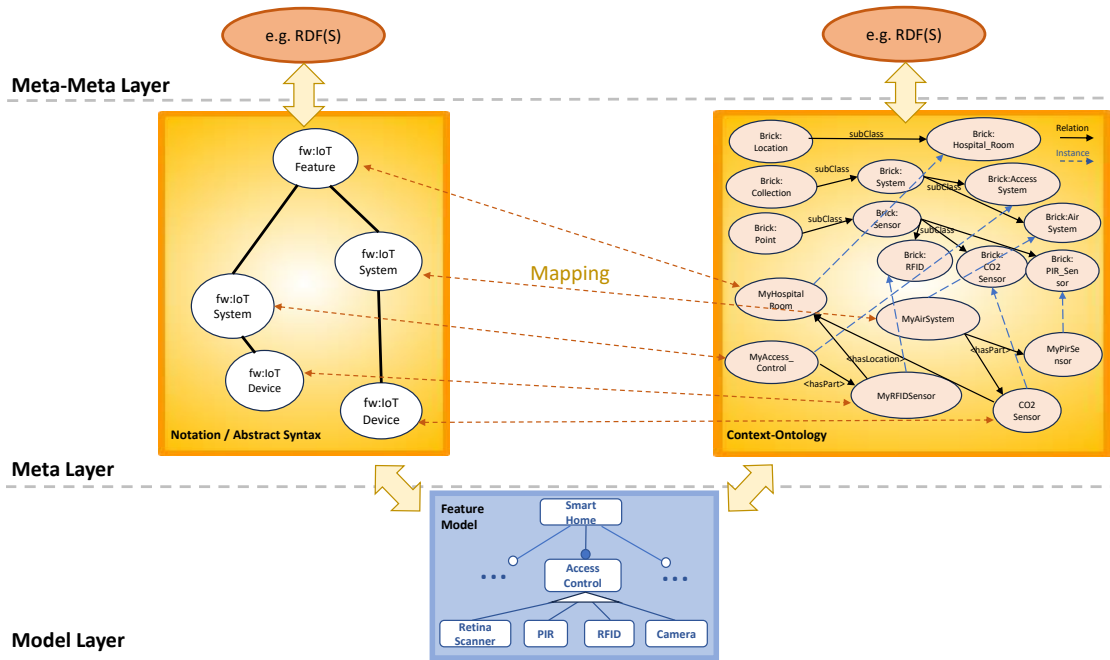 e.g. RDF(S)
e.g. RDF(S)
Meta-Meta Layer
fw:IoT
Feature
fw:IoT
System
fw:IoT
System
fw:IoT
Device
fw:IoT
Device
Notation / Abstract Syntax
Mapping
Brick:
Location
subClass
Brick:
Hospital_Room
Relation
Instance
Brick:
Collection
subClass
Brick:
System
subClass
Brick:Access
System
Brick:
Point
subClass
Brick:
Sensor
subClass
Brick:Air
System
Brick:
RFID
Brick:
CO2
Sensor
Brick:
PIR_Sen
sor
MyHospital
Room
MyAirSystem
MyAccess_
Control
<hasLocation>
<hasPart>
MyPirSe
nsor
<hasPart>
MyRFIDSensor
CO2
Sensor
Context-Ontology
Meta Layer
Feature
Model
Smart
Home
Access
Control
Retina
Scanner
PIR
RFID
Camera
Model Layer